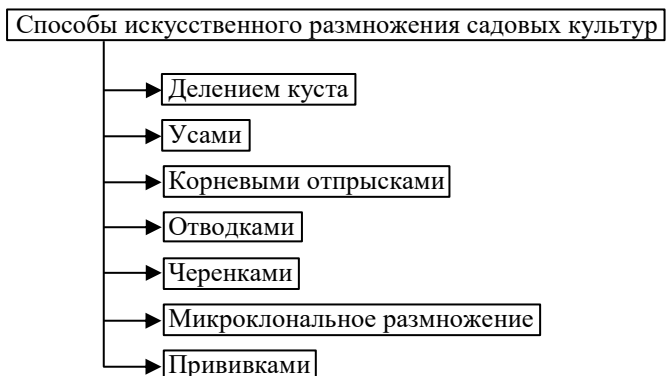 Способы искусственного размножения садовых культур
Делением куста
Усами
Корневыми отпрысками
Отводками
Черенками
Микроклональное размножение
Прививками